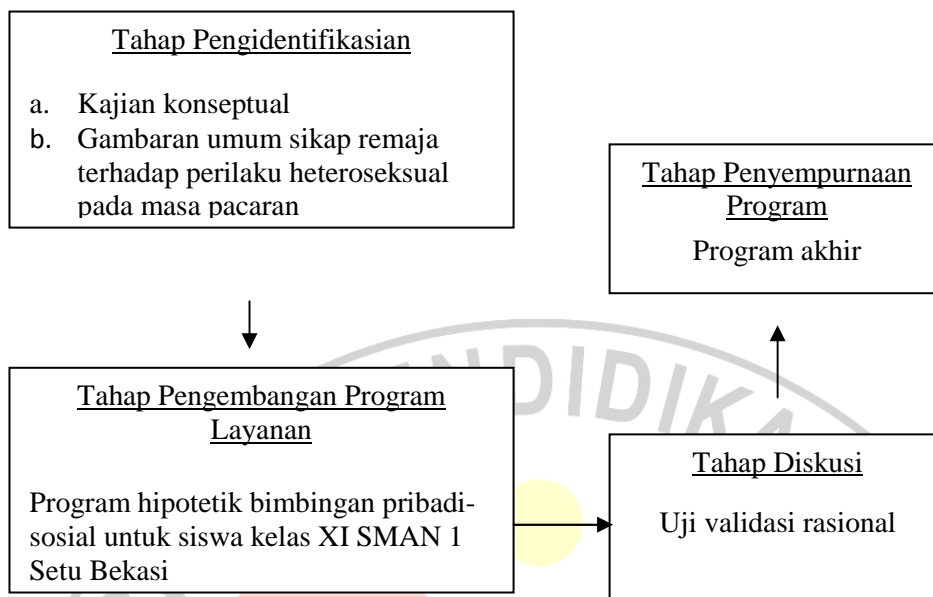 Tahap Pengidentifikasian
a. Kajian konseptual
b. Gambaran umum sikap remaja
terhadap perilaku heteroseksual
pada masa pacaran
Tahap Pengembangan Program
Layanan
Program hipotetik bimbingan pribadi-
sosial untuk siswa kelas XI SMAN 1
Setu Bekasi
Tahap Diskusi
Uji validasi rasional
Tahap Penyempurnaan
Program
Program akhir
NDIDIKA